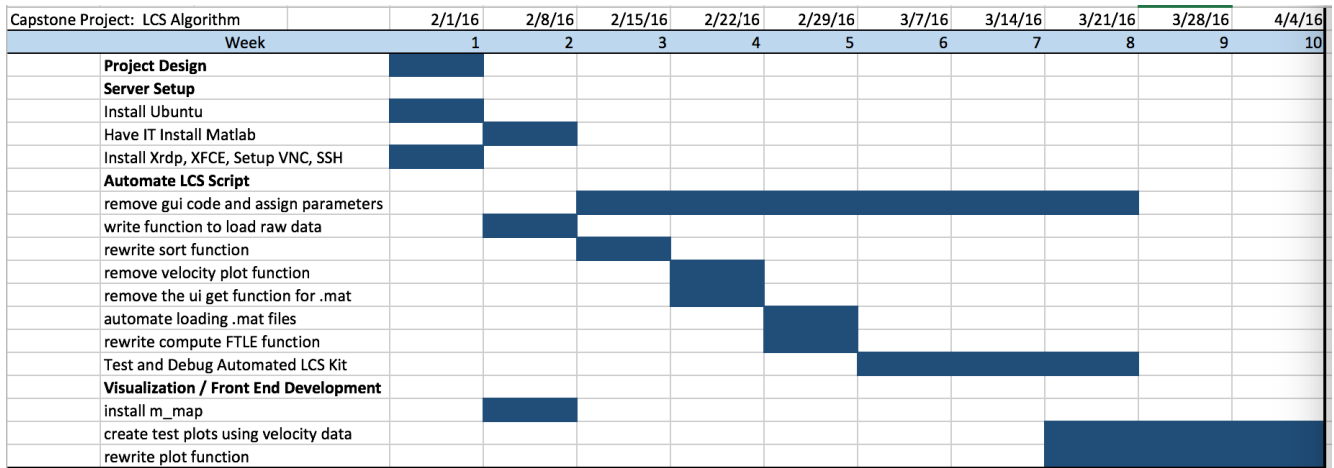 Capstone Project:  LCS Algorithm 2/1/16 2/8/16 2/15/16 2/22/16 2/29/16 3/7/16 3/14/16 3/21/16 3/28/16 4/4/16
Week 1 2 3 4 5 6 7 8 9 10
Project Design
Server Setup
Install Ubuntu
Have IT Install Matlab
Install Xrdp, XFCE, Setup VNC, SSH
Automate LCS Script
remove gui code and assign parameters
write function to load raw data
rewrite sort function
remove velocity plot function
remove the ui get function for .mat
automate loading .mat files
rewrite compute FTLE function
Test and Debug Automated LCS Kit
Visualization / Front End Development
install m_map
create test plots using velocity data
rewrite plot function